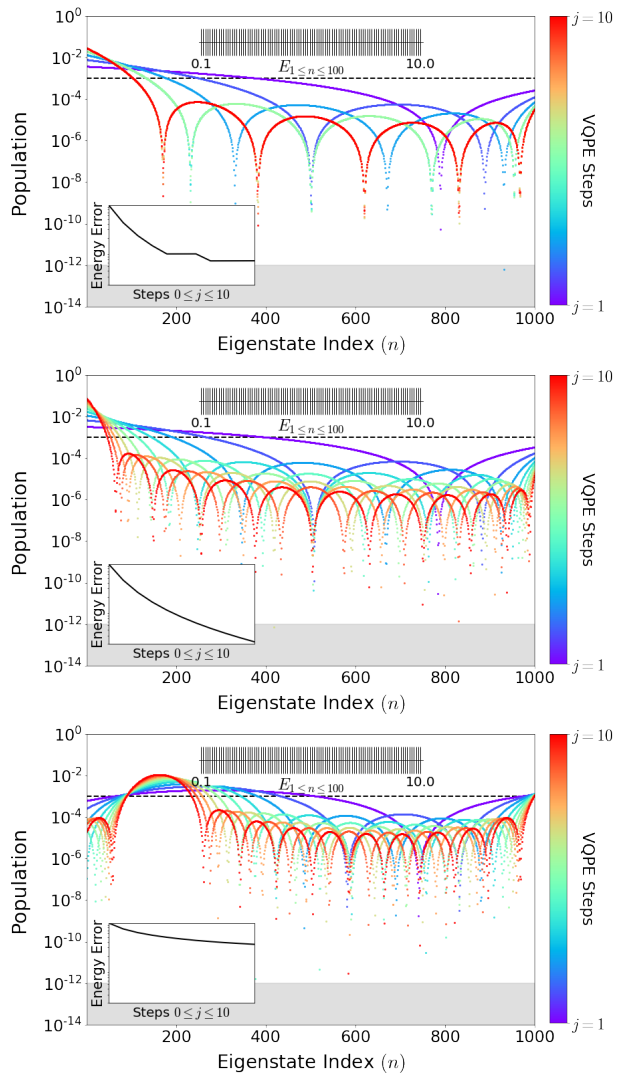 10^0
10^-2
10^-4
10^-6
10^-8
10^-10
10^-12
10^-14
Population
0.1
10.0
E_{1≤n≤100}
Energy Error
Steps 0 ≤ j ≤ 10
200
400
600
800
1000
Eigenstate Index (n)
j = 10
VQPE Steps
j = 1
10^0
10^-2
10^-4
10^-6
10^-8
10^-10
10^-12
10^-14
Population
0.1
10.0
E_{1≤n≤100}
Energy Error
Steps 0 ≤ j ≤ 10
200
400
600
800
1000
Eigenstate Index (n)
j = 10
VQPE Steps
j = 1
10^0
10^-2
10^-4
10^-6
10^-8
10^-10
10^-12
10^-14
Population
0.1
10.0
E_{1≤n≤100}
Energy Error
Steps 0 ≤ j ≤ 10
200
400
600
800
1000
Eigenstate Index (n)
j = 10
VQPE Steps
j = 1